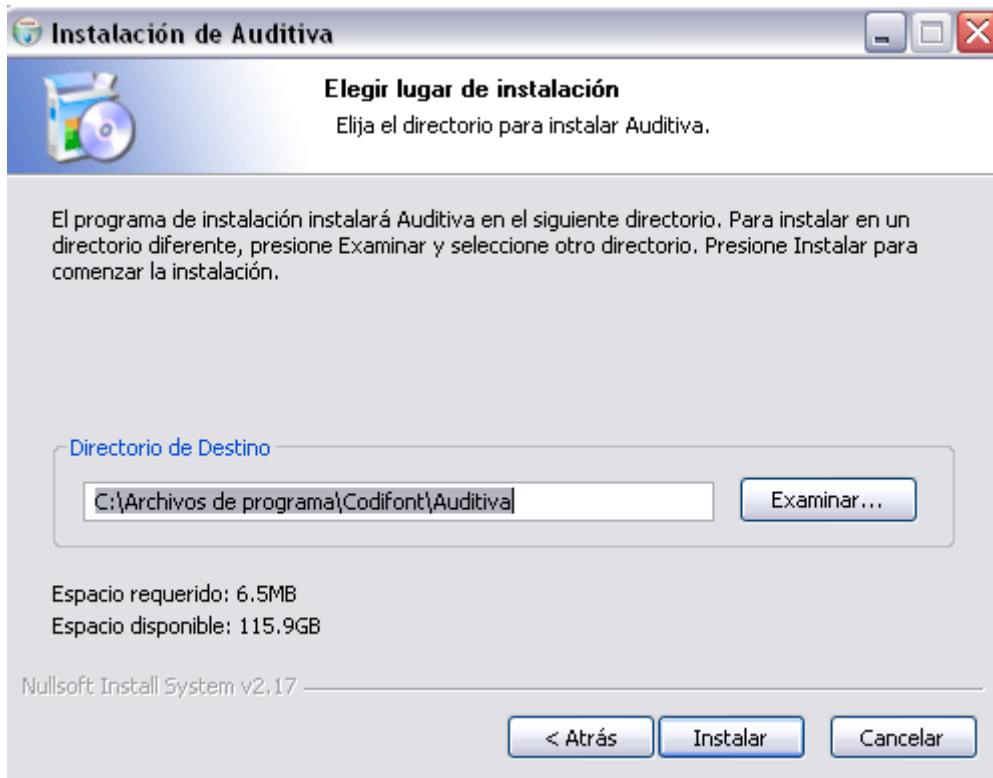 Instalación de Auditiva
Elegir lugar de instalación
Elija el directorio para instalar Auditiva.
El programa de instalación instalará Auditiva en el siguiente directorio. Para instalar en un
directorio diferente, presione Examinar y seleccione otro directorio. Presione Instalar para
comenzar la instalación.
Directorio de Destino
C:\Archivos de programa\Codifont\Auditiva
Examinar...
Espacio requerido: 6.5MB
Espacio disponible: 115.9GB
Nullsoft Install System v2.17
< Atrás
Instalar
Cancelar